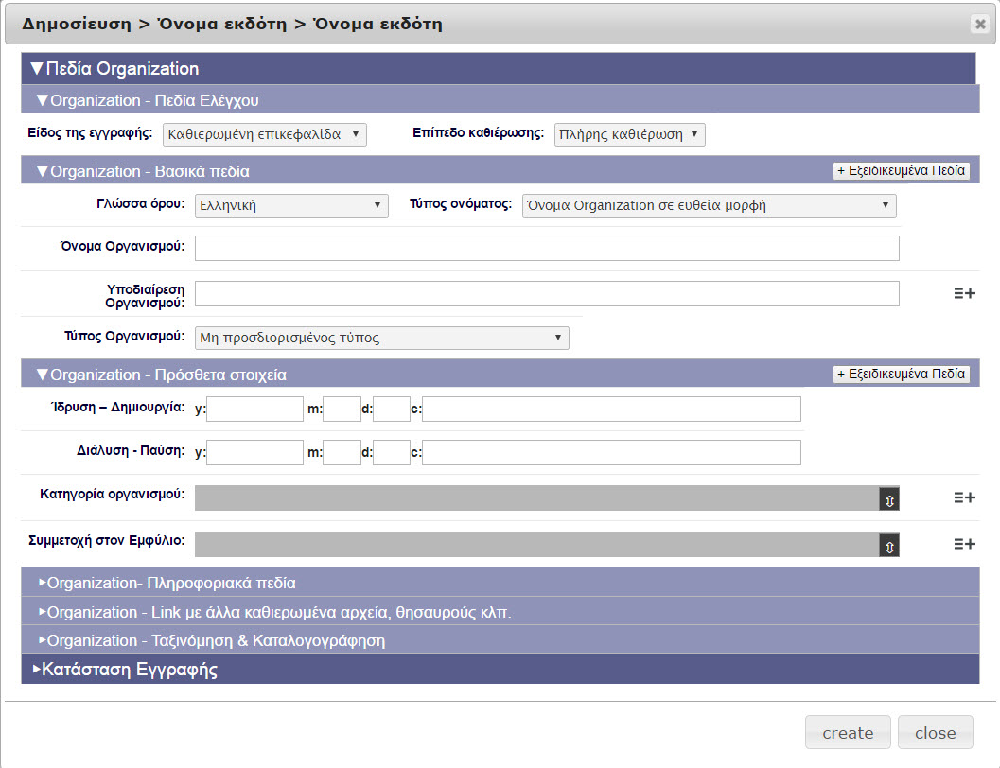 Δημοσίευση > Όνομα εκδότη > Όνομα εκδότη
▼Πεδία Organization
▼Organization - Πεδία Ελέγχου
Είδος της εγγραφής: Καθιερωμένη επικεφαλίδα ▼ Επίπεδο καθιέρωσης: Πλήρης καθιέρωση ▼
▼Organization - Βασικά πεδία + Εξειδικευμένα Πεδία
Γλώσσα όρου: Ελληνική ▼ Τύπος ονόματος: Όνομα Organization σε ευθεία μορφή ▼
Όνομα Οργανισμού:
Υποδιαίρεση
Οργανισμού:
Τύπος Οργανισμού: Μη προσδιορισμένος τύπος ▼
▼Organization - Πρόσθετα στοιχεία + Εξειδικευμένα Πεδία
Ίδρυση – Δημιουργία: y: m: d: c:
Διάλυση - Παύση: y: m: d: c:
Κατηγορία οργανισμού:
Συμμετοχή στον Εμφύλιο:
►Organization- Πληροφοριακά πεδία
►Organization - Link με άλλα καθιερωμένα αρχεία, θησαυρούς κλπ.
►Organization - Ταξινόμηση & Καταλογογράφηση
►Κατάσταση Εγγραφής
create close